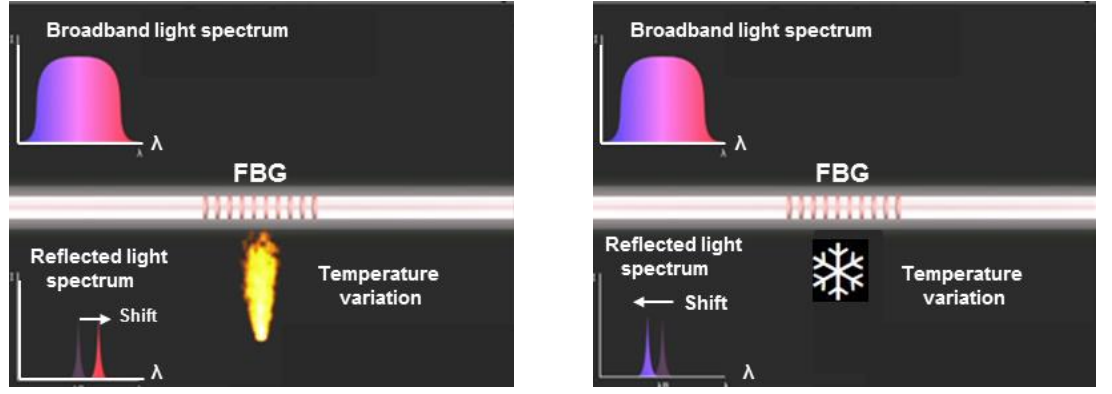 Broadband light spectrum
λ
λ
FBG
Reflected light
spectrum
Shift
Temperature
variation
λ
Broadband light spectrum
λ
λ
FBG
Reflected light
spectrum
Shift
Temperature
variation
λ